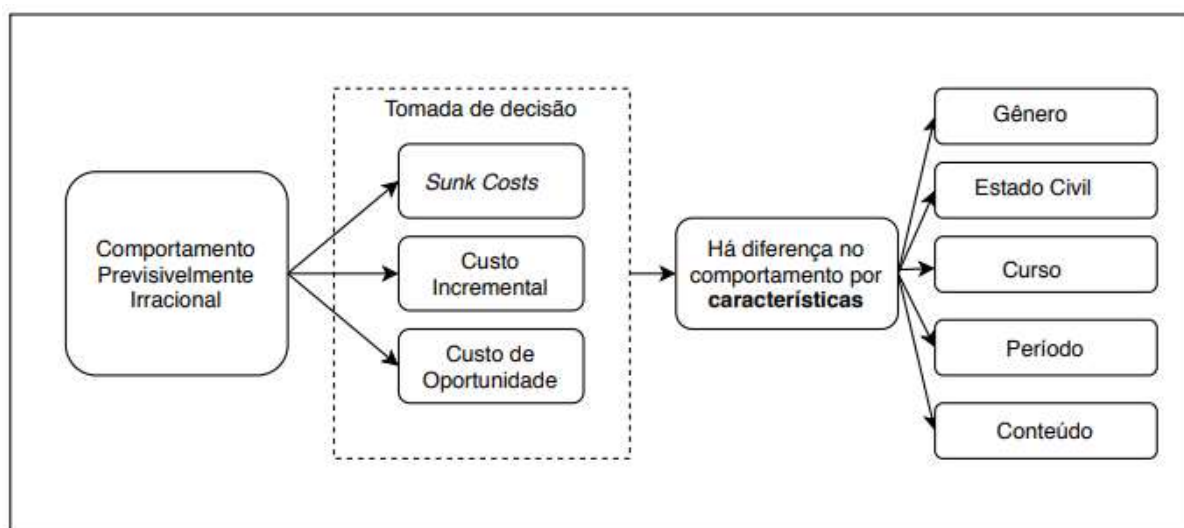 Tomada de decisão
Sunk Costs
Custo
Incremental
Custo de
Oportunidade
Comportamento
Previsivelmente
Irracional
Há diferença no
comportamento por
características
Gênero
Estado Civil
Curso
Período
Conteúdo